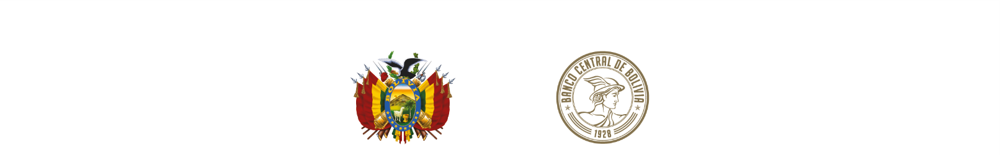 BOLIVIA
BANCO CENTRAL DE BOLIVIA
1928